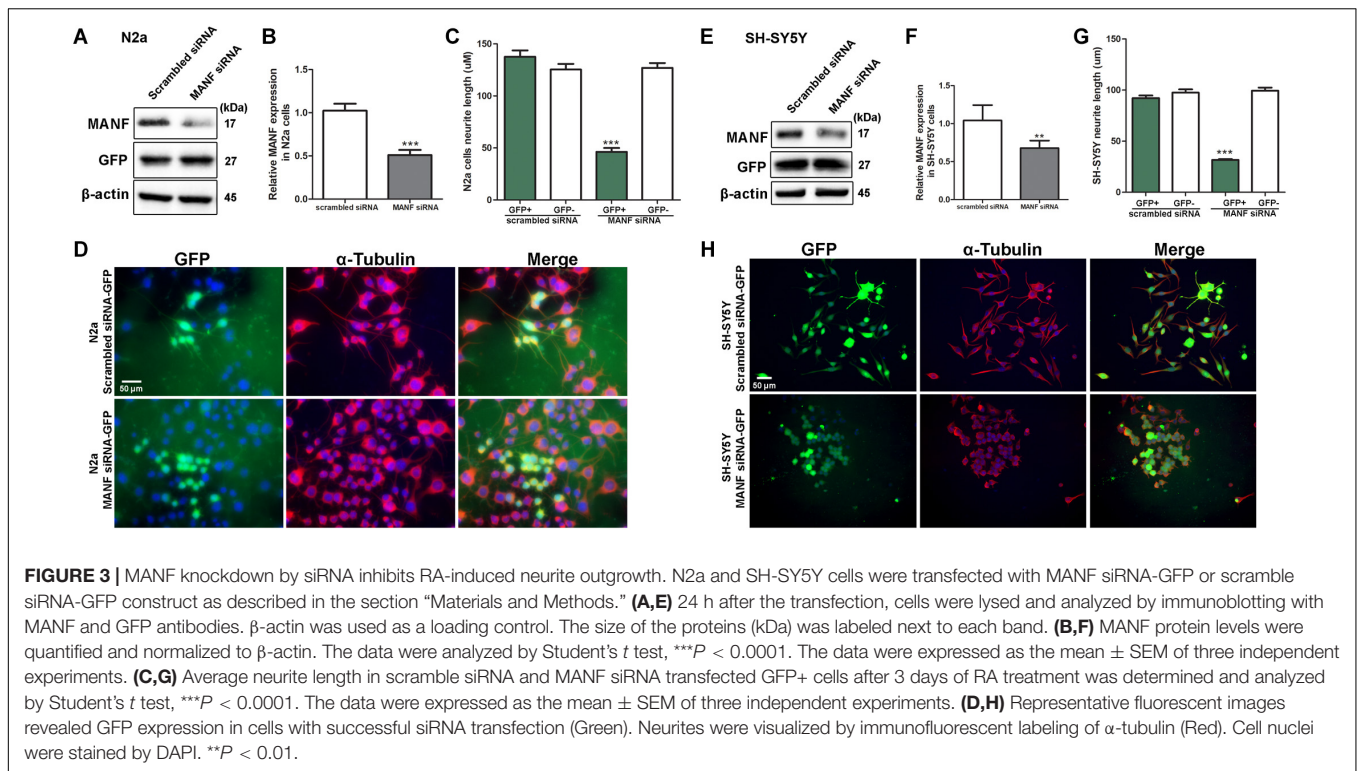 A N2a
Scrambled siRNA
MANF siRNA
(kDa)
MANF 17
GFP 27
β-actin 45
B
Relative MANF expression
in N2a cells
1.5
1.0
0.5
0.0
***
scrambled siRNA MANF siRNA
C
N2a cells neurite length (uM)
150
100
50
0
***
GFP+ GFP- GFP+ GFP-
scrambled siRNA MANF siRNA
E SH-SY5Y
Scrambled siRNA
MANF siRNA
(kDa)
MANF 17
GFP 27
β-actin 45
F
Relative MANF expression
in SH-SY5Y cells
1.5
1.0
0.5
0.0
**
scrambled siRNA MANF siRNA
G
SH-SY5Y neurite length (um)
150
100
50
0
***
GFP+ GFP- GFP+ GFP-
scrambled siRNA MANF siRNA
D
GFP α-Tubulin Merge
N2a
Scrambled siRNA-GFP
50 µm
N2a
MANF siRNA-GFP
H
GFP α-Tubulin Merge
SH-SY5Y
Scrambled siRNA-GFP
50 µm
SH-SY5Y
MANF siRNA-GFP
FIGURE 3 | MANF knockdown by siRNA inhibits RA-induced neurite outgrowth. N2a and SH-SY5Y cells were transfected with MANF siRNA-GFP or scramble
siRNA-GFP construct as described in the section “Materials and Methods.” (A,E) 24 h after the transfection, cells were lysed and analyzed by immunoblotting with
MANF and GFP antibodies. β-actin was used as a loading control. The size of the proteins (kDa) was labeled next to each band. (B,F) MANF protein levels were
quantified and normalized to β-actin. The data were analyzed by Student’s t test, ***P < 0.0001. The data were expressed as the mean ± SEM of three independent
experiments. (C,G) Average neurite length in scramble siRNA and MANF siRNA transfected GFP+ cells after 3 days of RA treatment was determined and analyzed
by Student’s t test, ***P < 0.0001. The data were expressed as the mean ± SEM of three independent experiments. (D,H) Representative fluorescent images
revealed GFP expression in cells with successful siRNA transfection (Green). Neurites were visualized by immunofluorescent labeling of α-tubulin (Red). Cell nuclei
were stained by DAPI. **P < 0.01.